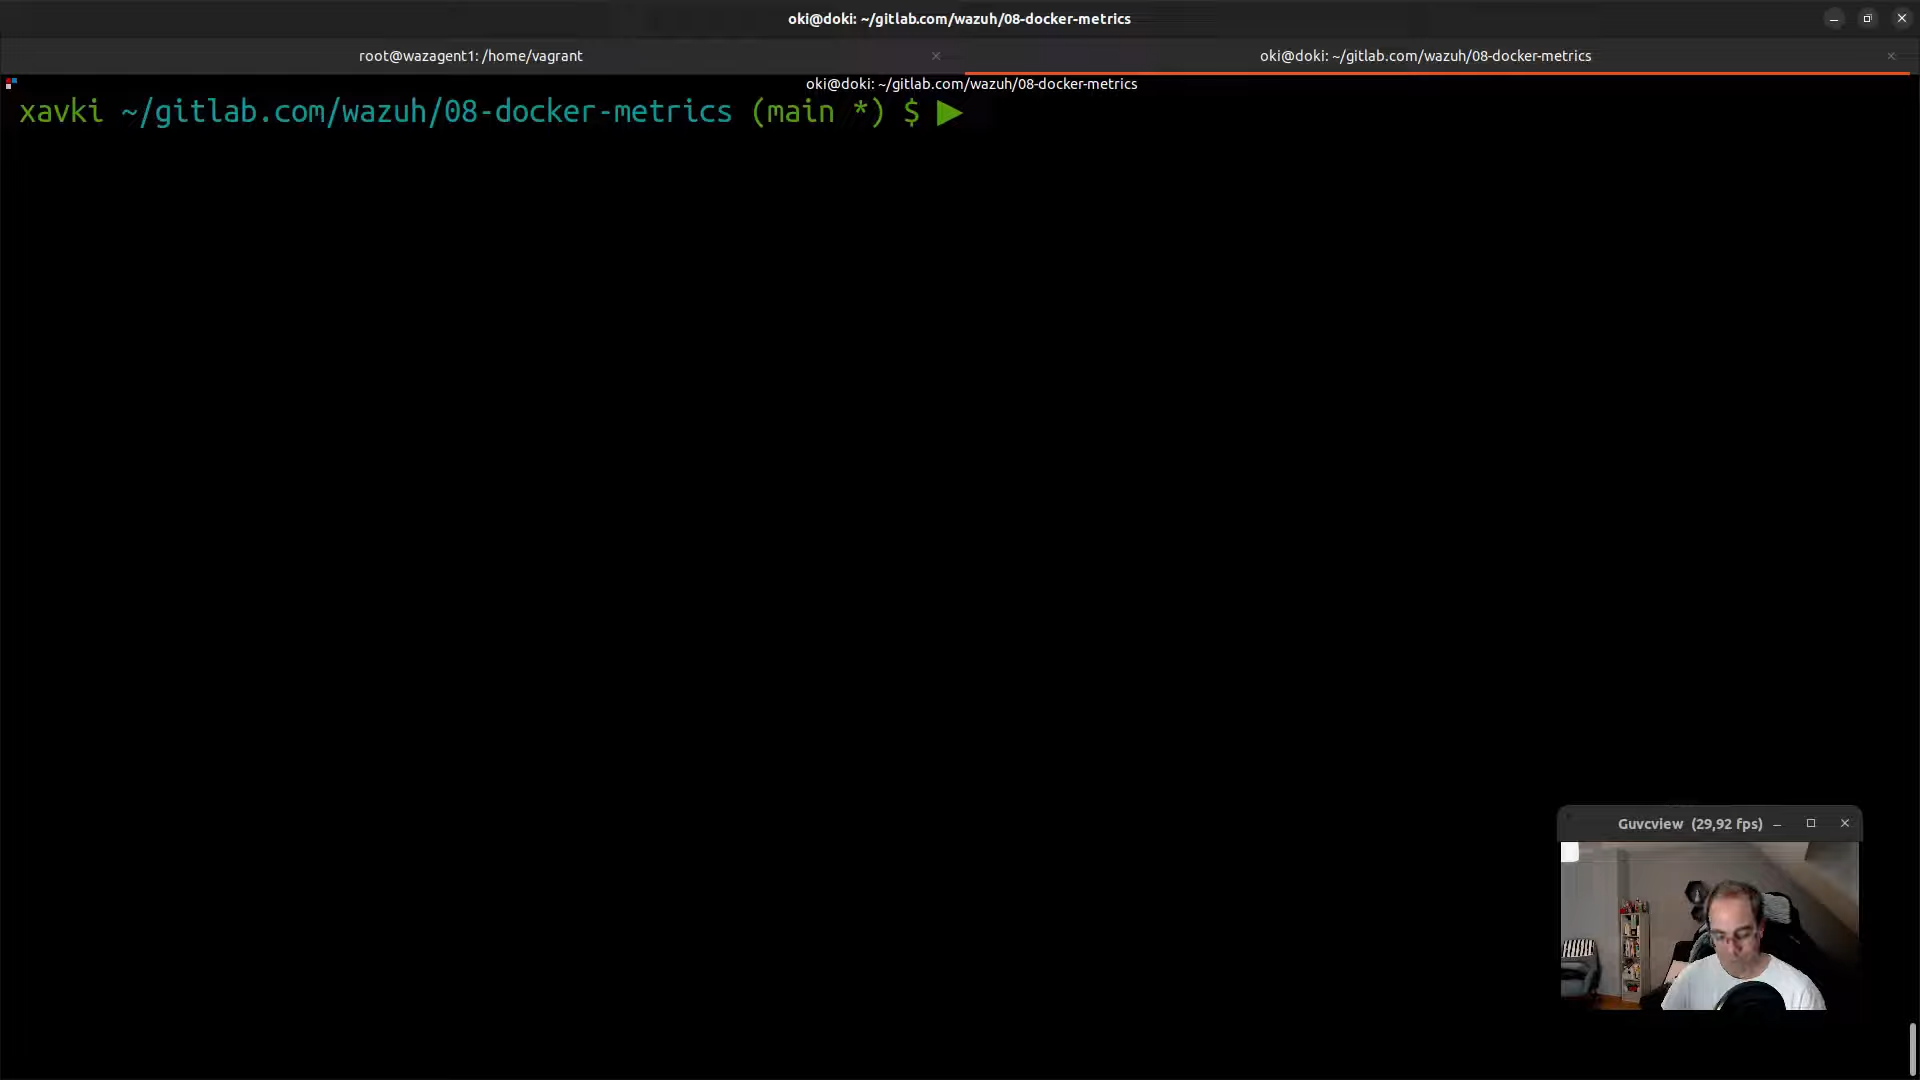 oki@doki: ~/gitlab.com/wazuh/08-docker-metrics
root@wazagent1: /home/vagrant
oki@doki: ~/gitlab.com/wazuh/08-docker-metrics
oki@doki: ~/gitlab.com/wazuh/08-docker-metrics
xavki ~/gitlab.com/wazuh/08-docker-metrics (main *) $ ▶
Guvcview (29,92 fps)